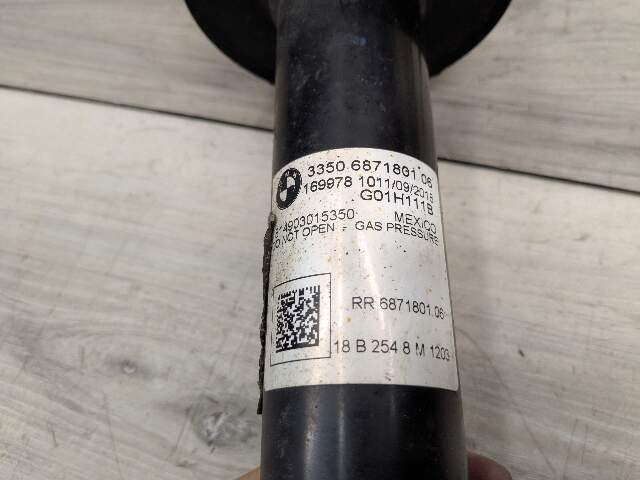 3350 6871801 06
169978 1011/09/2018
G01H111B
4903015350 MEXICO
DO NOT OPEN - GAS PRESSURE
RR 6871801 06
18 B 254 8 M 1203